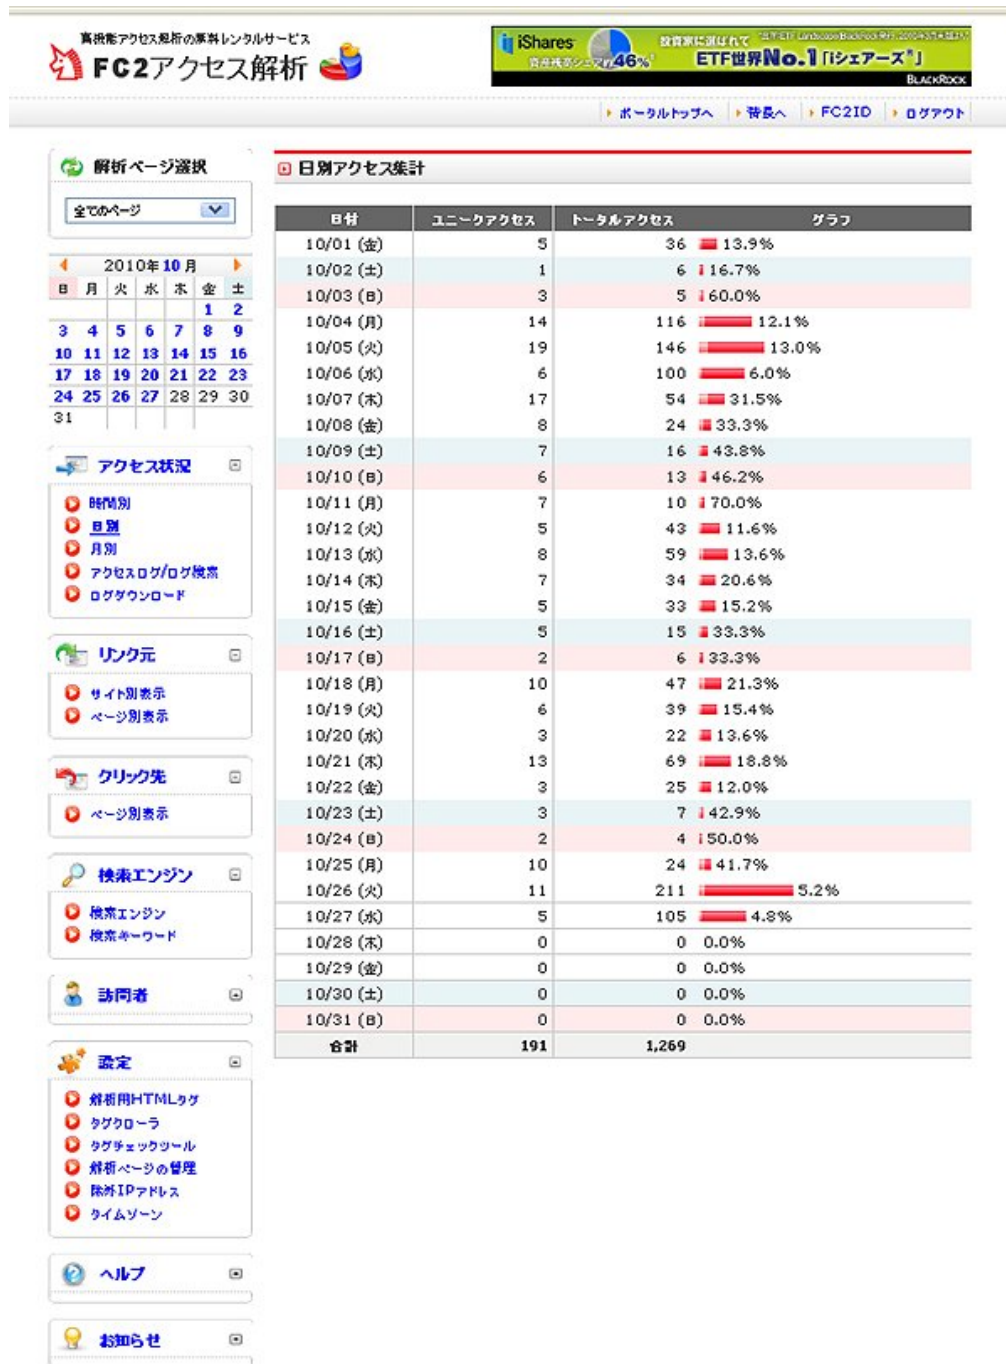 高機能アクセス解析の無料レンタルサービス
FC2アクセス解析
iShares
資産残高シェア約46%
投資家に選ばれて
ETF世界No.1「iシェアーズ®」
BLACKROCK
ポータルトップへ
管長へ
FC2ID
ログアウト
解析ページ選択
全てのページ
2010年 10 月
日 月 火 水 木 金 土
1 2
3 4 5 6 7 8 9
10 11 12 13 14 15 16
17 18 19 20 21 22 23
24 25 26 27 28 29 30
31
アクセス状況
時間別
日別
月別
アクセスログ/ログ検索
ログダウンロード
リンク元
サイト別表示
ページ別表示
クリック先
ページ別表示
検索エンジン
検索エンジン
検索キーワード
訪問者
設定
解析用HTMLタグ
タグクローラ
タグチェックツール
解析ページの管理
除外IPアドレス
タイムゾーン
ヘルプ
お知らせ
日別アクセス集計
日付 ユニークアクセス トータルアクセス グラフ
10/01 (金) 5 36 13.9%
10/02 (土) 1 6 16.7%
10/03 (日) 3 5 60.0%
10/04 (月) 14 116 12.1%
10/05 (火) 19 146 13.0%
10/06 (水) 6 100 6.0%
10/07 (木) 17 54 31.5%
10/08 (金) 8 24 33.3%
10/09 (土) 7 16 43.8%
10/10 (日) 6 13 46.2%
10/11 (月) 7 10 70.0%
10/12 (火) 5 43 11.6%
10/13 (水) 8 59 13.6%
10/14 (木) 7 34 20.6%
10/15 (金) 5 33 15.2%
10/16 (土) 5 15 33.3%
10/17 (日) 2 6 33.3%
10/18 (月) 10 47 21.3%
10/19 (火) 6 39 15.4%
10/20 (水) 3 22 13.6%
10/21 (木) 13 69 18.8%
10/22 (金) 3 25 12.0%
10/23 (土) 3 7 42.9%
10/24 (日) 2 4 50.0%
10/25 (月) 10 24 41.7%
10/26 (火) 11 211 5.2%
10/27 (水) 5 105 4.8%
10/28 (木) 0 0 0.0%
10/29 (金) 0 0 0.0%
10/30 (土) 0 0 0.0%
10/31 (日) 0 0 0.0%
合計 191 1,269